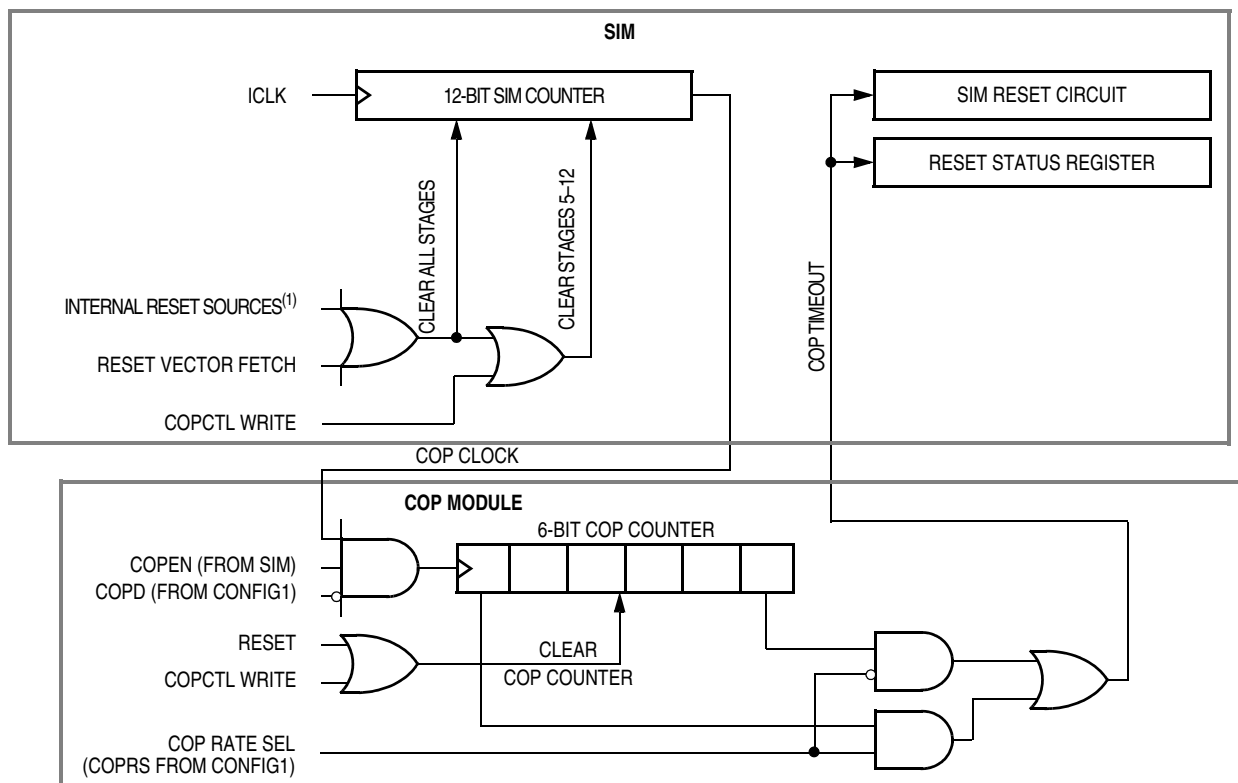 SIM
ICLK
12-BIT SIM COUNTER
SIM RESET CIRCUIT
RESET STATUS REGISTER
CLEAR ALL STAGES
CLEAR STAGES 5–12
COP TIMEOUT
INTERNAL RESET SOURCES(1)
RESET VECTOR FETCH
COPCTL WRITE
COP CLOCK
COP MODULE
6-BIT COP COUNTER
COPEN (FROM SIM)
COPD (FROM CONFIG1)
RESET
COPCTL WRITE
CLEAR
COP COUNTER
COP RATE SEL
(COPRS FROM CONFIG1)